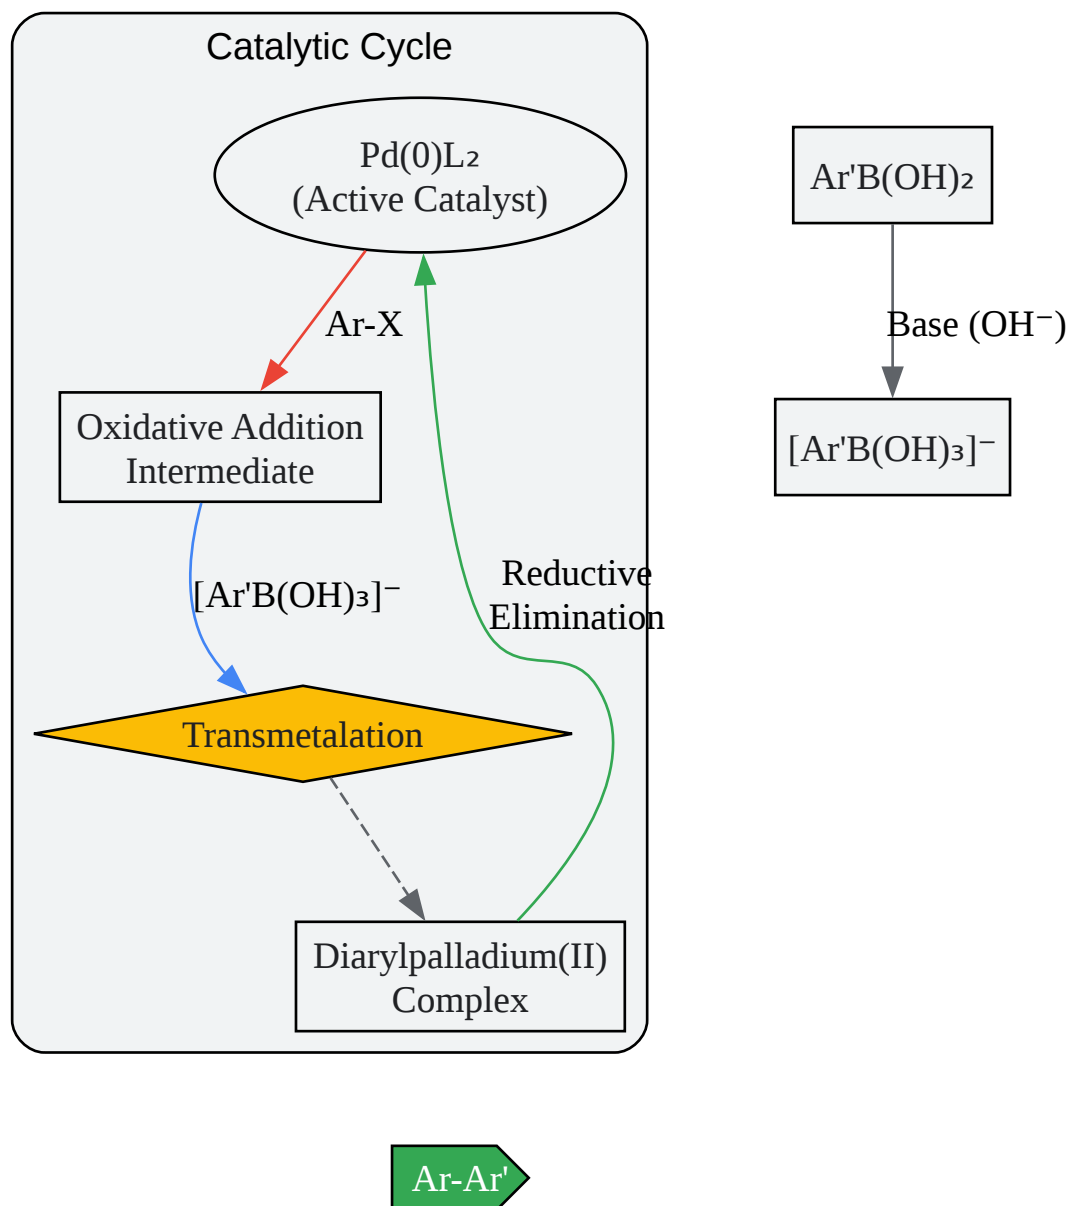 Catalytic Cycle
Pd(0)L₂
(Active Catalyst)
Ar'B(OH)₂
Ar-X
Base (OH⁻)
Oxidative Addition
Intermediate
[Ar'B(OH)₃]⁻
Reductive
Elimination
[Ar'B(OH)₃]⁻
Transmetalation
Diarylpalladium(II)
Complex
Ar-Ar'